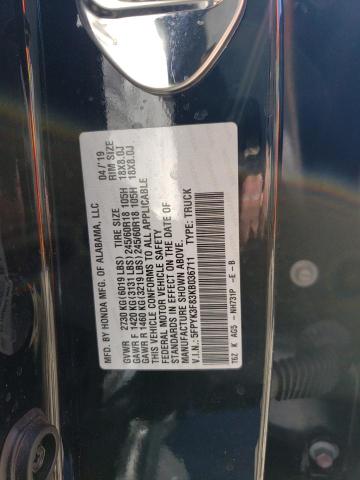 MFD. BY HONDA MFG. OF ALABAMA, LLC 04/'19
TIRE SIZE RIM SIZE
GVWR 2730 KG(6019 LBS)
GAWR F 1420 KG(3131 LBS) 245/60R18 105H 18X8.0J
GAWR R 1460 KG(3219 LBS) 245/60R18 105H 18X8.0J
THIS VEHICLE CONFORMS TO ALL APPLICABLE
FEDERAL MOTOR VEHICLE SAFETY
STANDARDS IN EFFECT ON THE DATE OF
MANUFACTURE SHOWN ABOVE.
V.I.N.: 5FPYK3F83KB036711 TYPE: TRUCK
T6Z K AG5 - NH731P -E-B